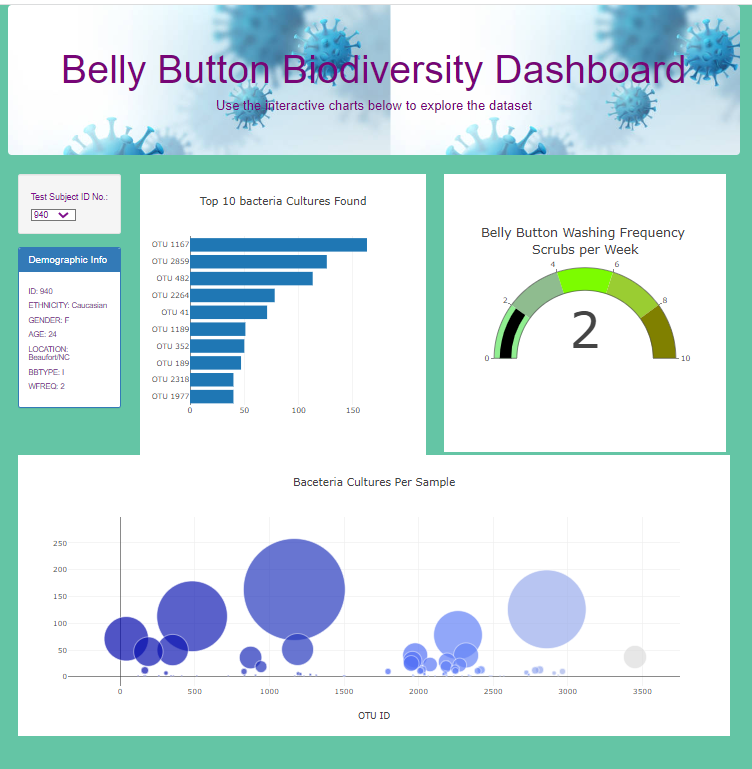 Belly Button Biodiversity Dashboard
Use the interactive charts below to explore the dataset
Test Subject ID No.:
940
Demographic Info
ID: 940
ETHNICITY: Caucasian
GENDER: F
AGE: 24
LOCATION:
Beaufort/NC
BBTYPE: I
WFREQ: 2
Top 10 bacteria Cultures Found
OTU 1167
OTU 2859
OTU 482
OTU 2264
OTU 41
OTU 1189
OTU 352
OTU 189
OTU 2318
OTU 1977
0 50 100 150
Belly Button Washing Frequency
Scrubs per Week
4 6
2 8
2
0 10
Baceteria Cultures Per Sample
250
200
150
100
50
0
0 500 1000 1500 2000 2500 3000 3500
OTU ID